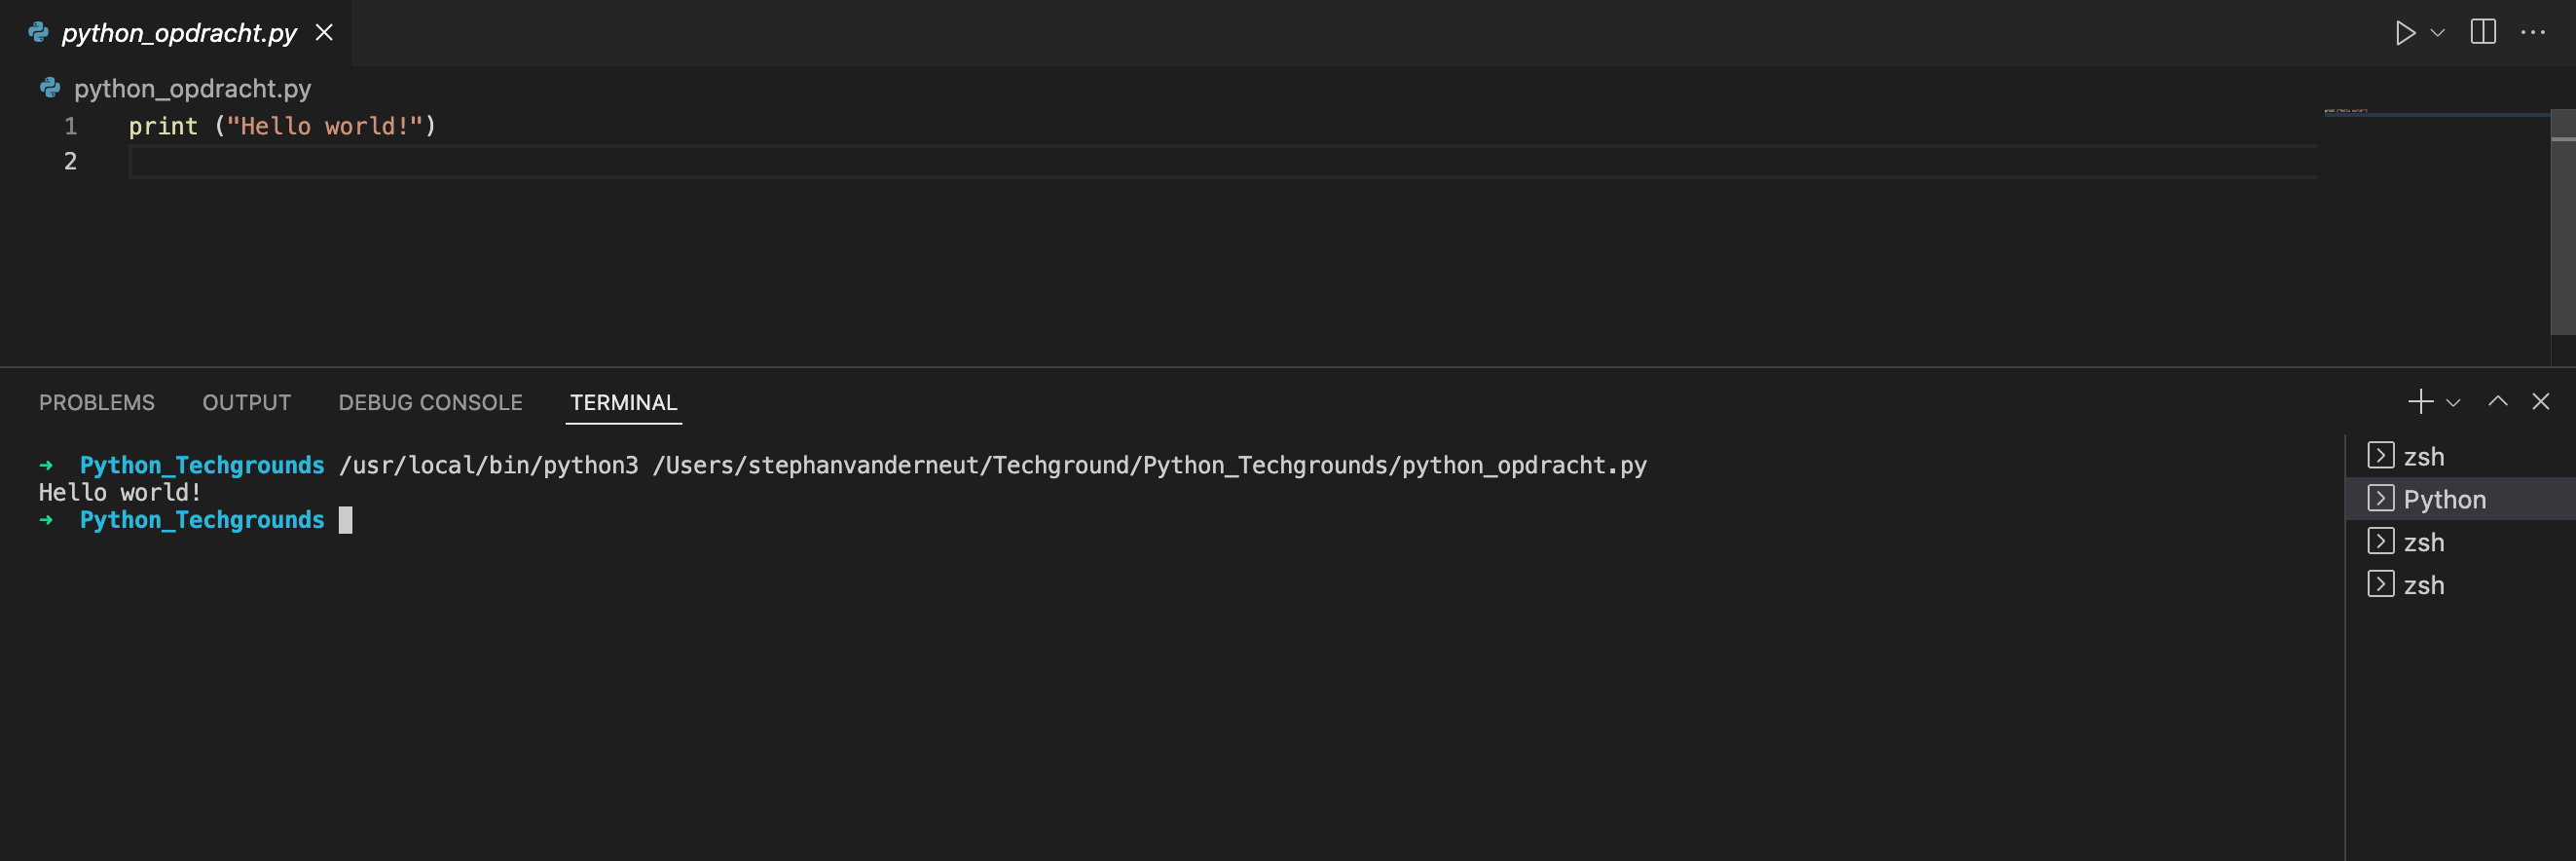 python_opdracht.py
python_opdracht.py
1 print ("Hello world!")
2
PROBLEMS OUTPUT DEBUG CONSOLE TERMINAL
➜ Python_Techgrounds /usr/local/bin/python3 /Users/stephanvanderneut/Techground/Python_Techgrounds/python_opdracht.py
Hello world!
➜ Python_Techgrounds
zsh
Python
zsh
zsh